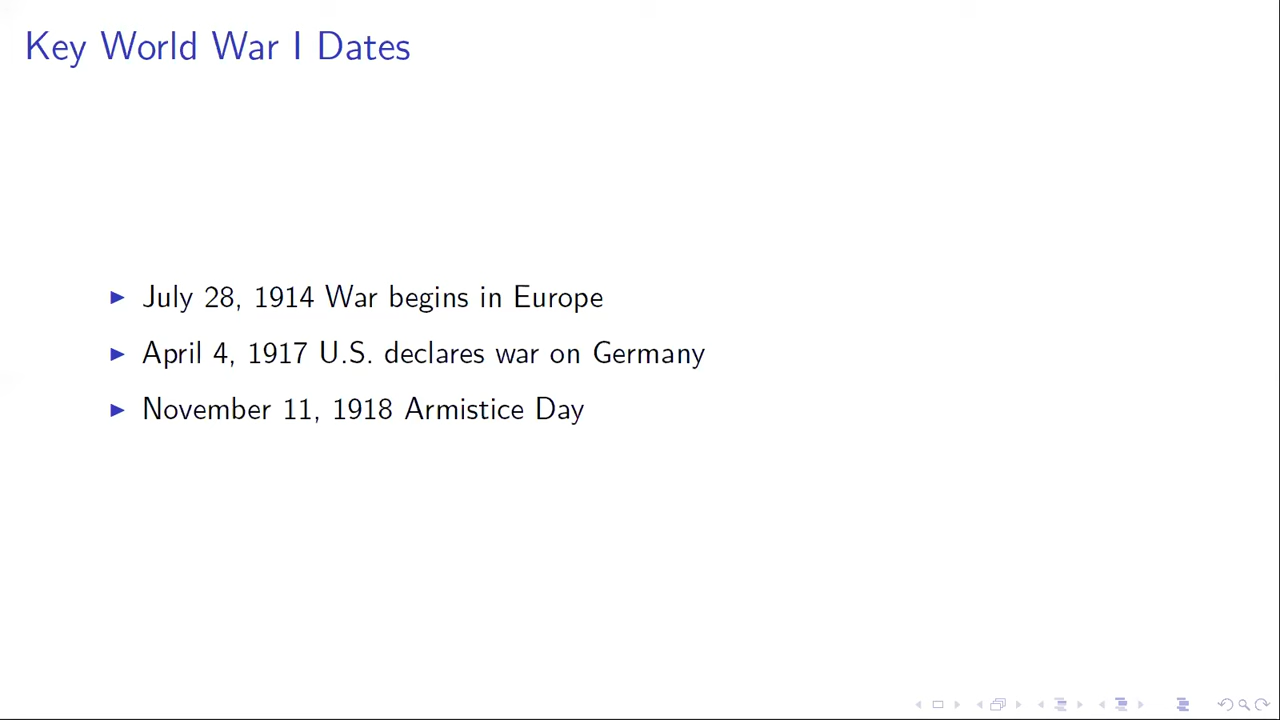 Key World War I Dates
July 28, 1914 War begins in Europe
April 4, 1917 U.S. declares war on Germany
November 11, 1918 Armistice Day